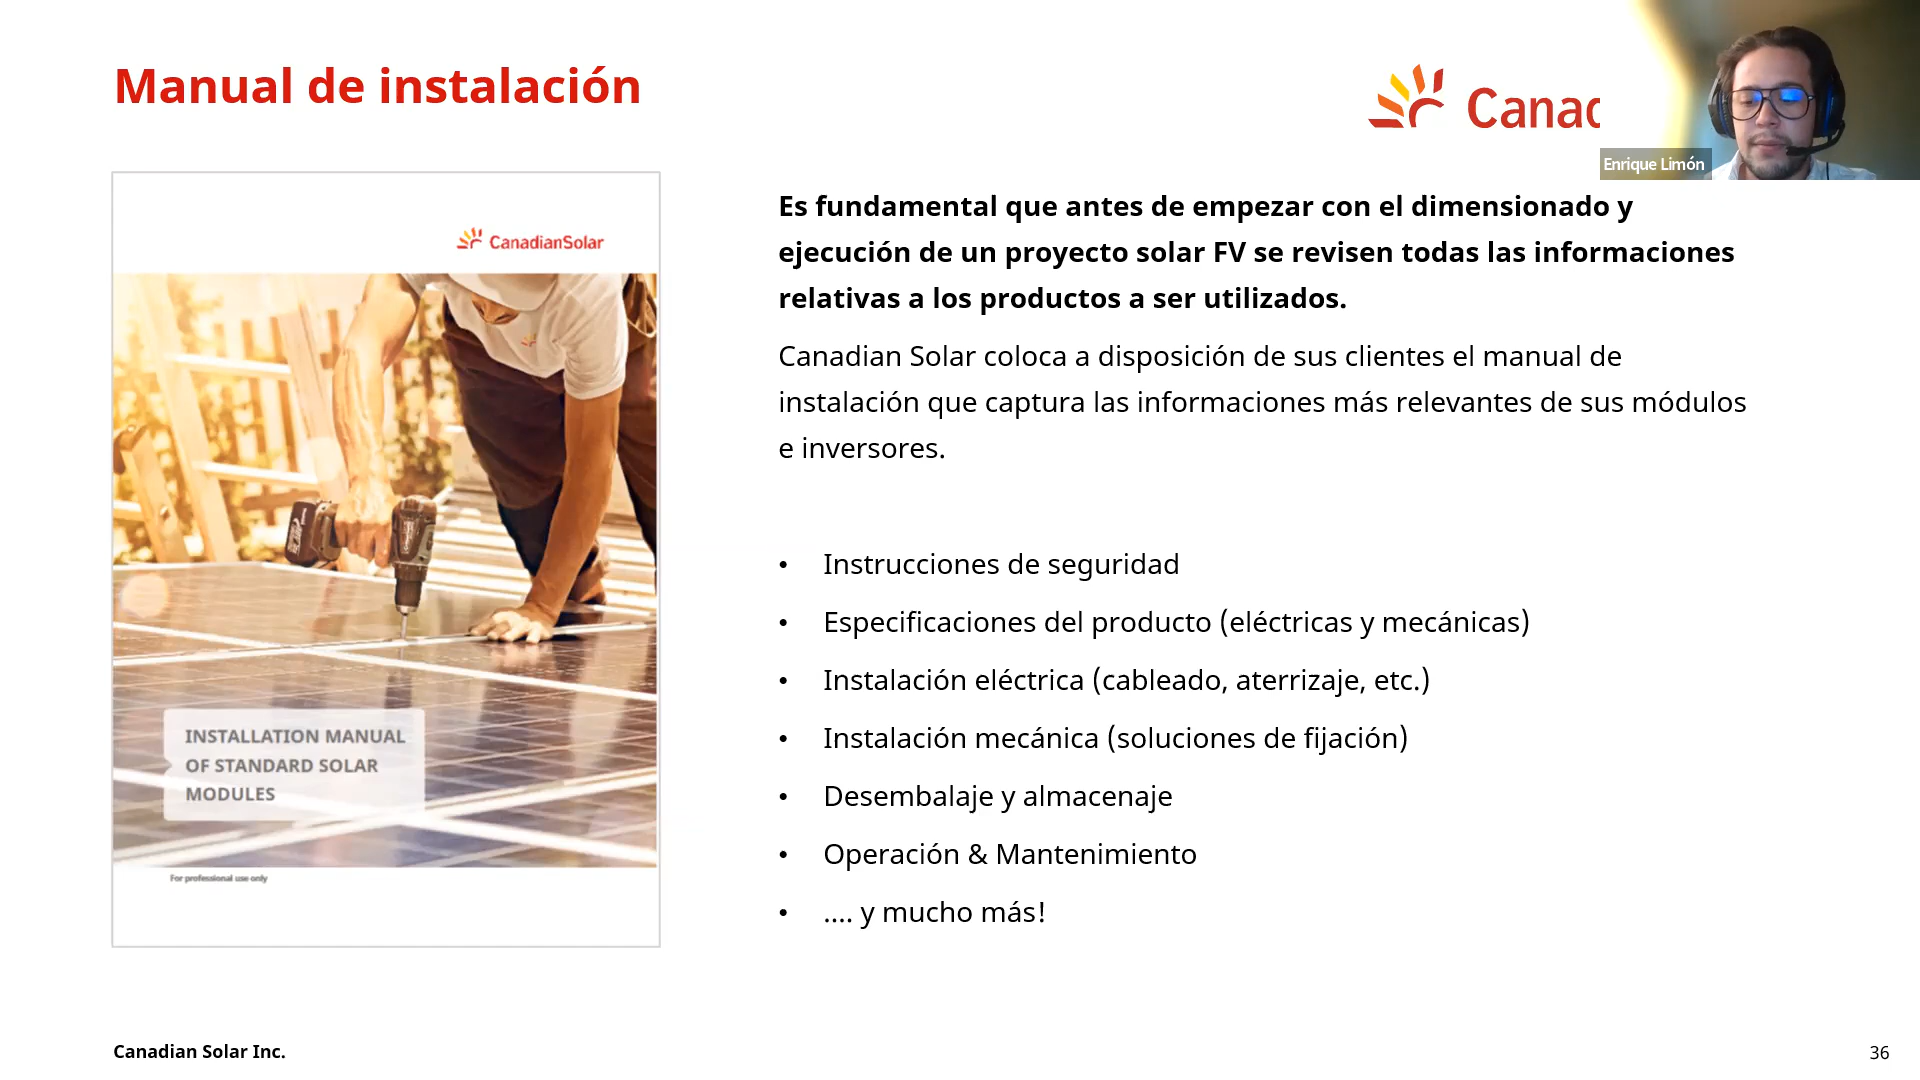 Manual de instalación
Canad
Enrique Limón
CanadianSolar
INSTALLATION MANUAL
OF STANDARD SOLAR
MODULES
For professional use only
Es fundamental que antes de empezar con el dimensionado y
ejecución de un proyecto solar FV se revisen todas las informaciones
relativas a los productos a ser utilizados.
Canadian Solar coloca a disposición de sus clientes el manual de
instalación que captura las informaciones más relevantes de sus módulos
e inversores.
• Instrucciones de seguridad
• Especificaciones del producto (eléctricas y mecánicas)
• Instalación eléctrica (cableado, aterrizaje, etc.)
• Instalación mecánica (soluciones de fijación)
• Desembalaje y almacenaje
• Operación & Mantenimiento
• .... y mucho más!
Canadian Solar Inc.
36